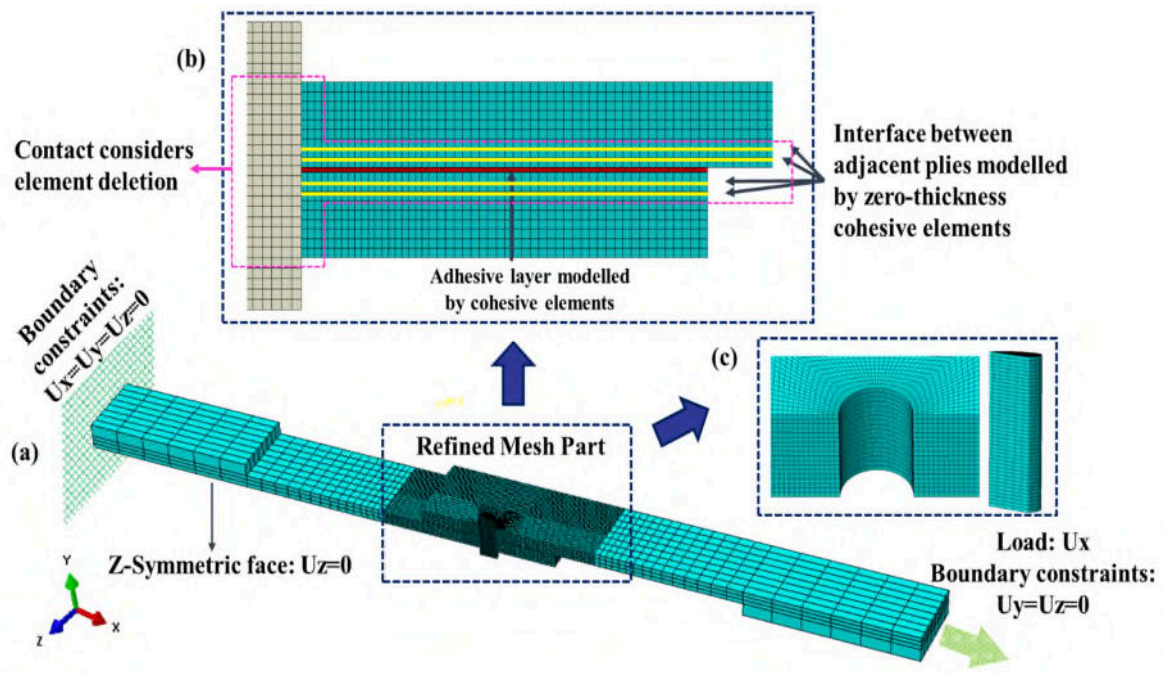 (b)
Contact considers
element deletion
Interface between
adjacent plies modelled
by zero-thickness
cohesive elements
Adhesive layer modelled
by cohesive elements
Boundary
constraints:
Ux=Uy=Uz=0
(c)
(a)
Refined Mesh Part
Z-Symmetric face: Uz=0
Load: Ux
Boundary constraints:
Uy=Uz=0
Y
X
Z